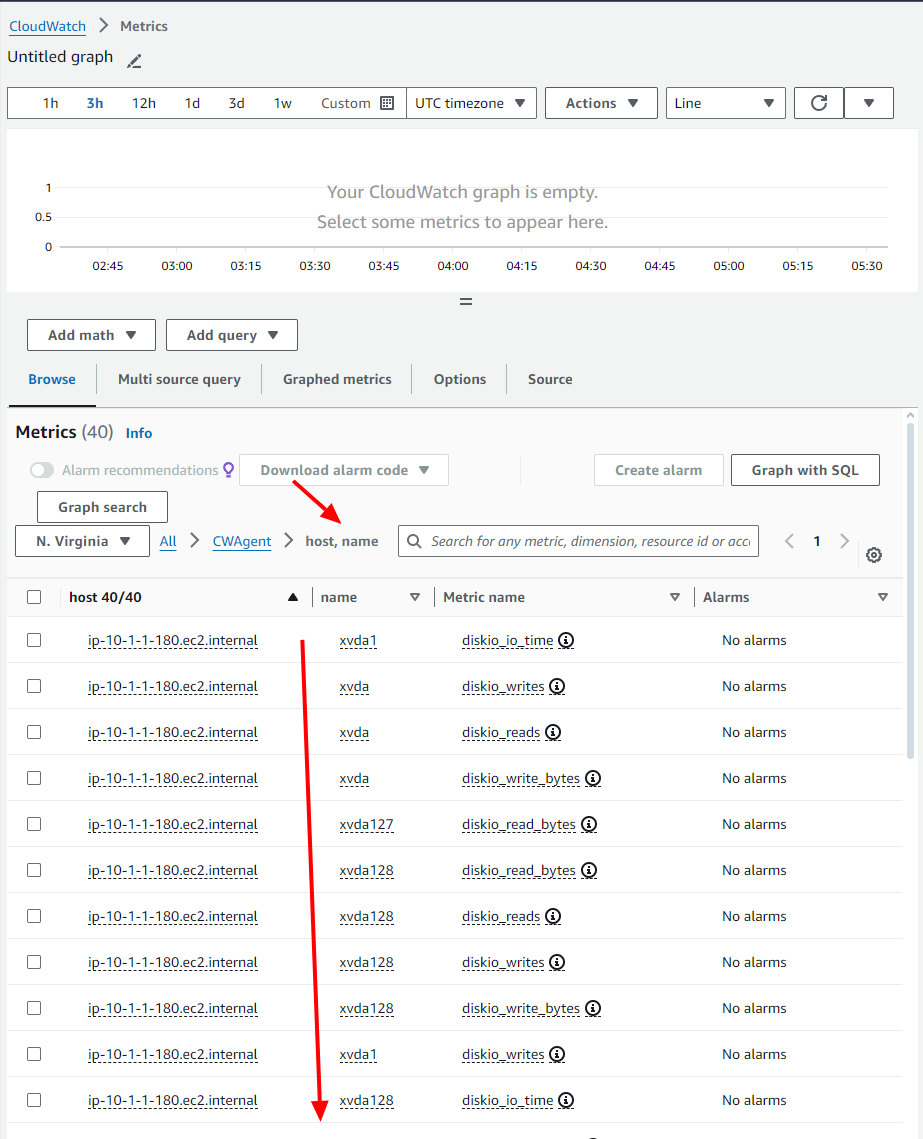 CloudWatch > Metrics
Untitled graph
1h 3h 12h 1d 3d 1w Custom UTC timezone Actions Line
Your CloudWatch graph is empty.
Select some metrics to appear here.
1
0.5
0
02:45 03:00 03:15 03:30 03:45 04:00 04:15 04:30 04:45 05:00 05:15 05:30
Add math Add query
Browse Multi source query Graphed metrics Options Source
Metrics (40) Info
Alarm recommendations Download alarm code Create alarm Graph with SQL
Graph search
N. Virginia All > CWAgent > host, name Search for any metric, dimension, resource id or acc 1
host 40/40 name Metric name Alarms
ip-10-1-1-180.ec2.internal xvda1 diskio_io_time No alarms
ip-10-1-1-180.ec2.internal xvda diskio_writes No alarms
ip-10-1-1-180.ec2.internal xvda diskio_reads No alarms
ip-10-1-1-180.ec2.internal xvda diskio_write_bytes No alarms
ip-10-1-1-180.ec2.internal xvda127 diskio_read_bytes No alarms
ip-10-1-1-180.ec2.internal xvda128 diskio_read_bytes No alarms
ip-10-1-1-180.ec2.internal xvda128 diskio_reads No alarms
ip-10-1-1-180.ec2.internal xvda128 diskio_writes No alarms
ip-10-1-1-180.ec2.internal xvda128 diskio_write_bytes No alarms
ip-10-1-1-180.ec2.internal xvda1 diskio_writes No alarms
ip-10-1-1-180.ec2.internal xvda128 diskio_io_time No alarms